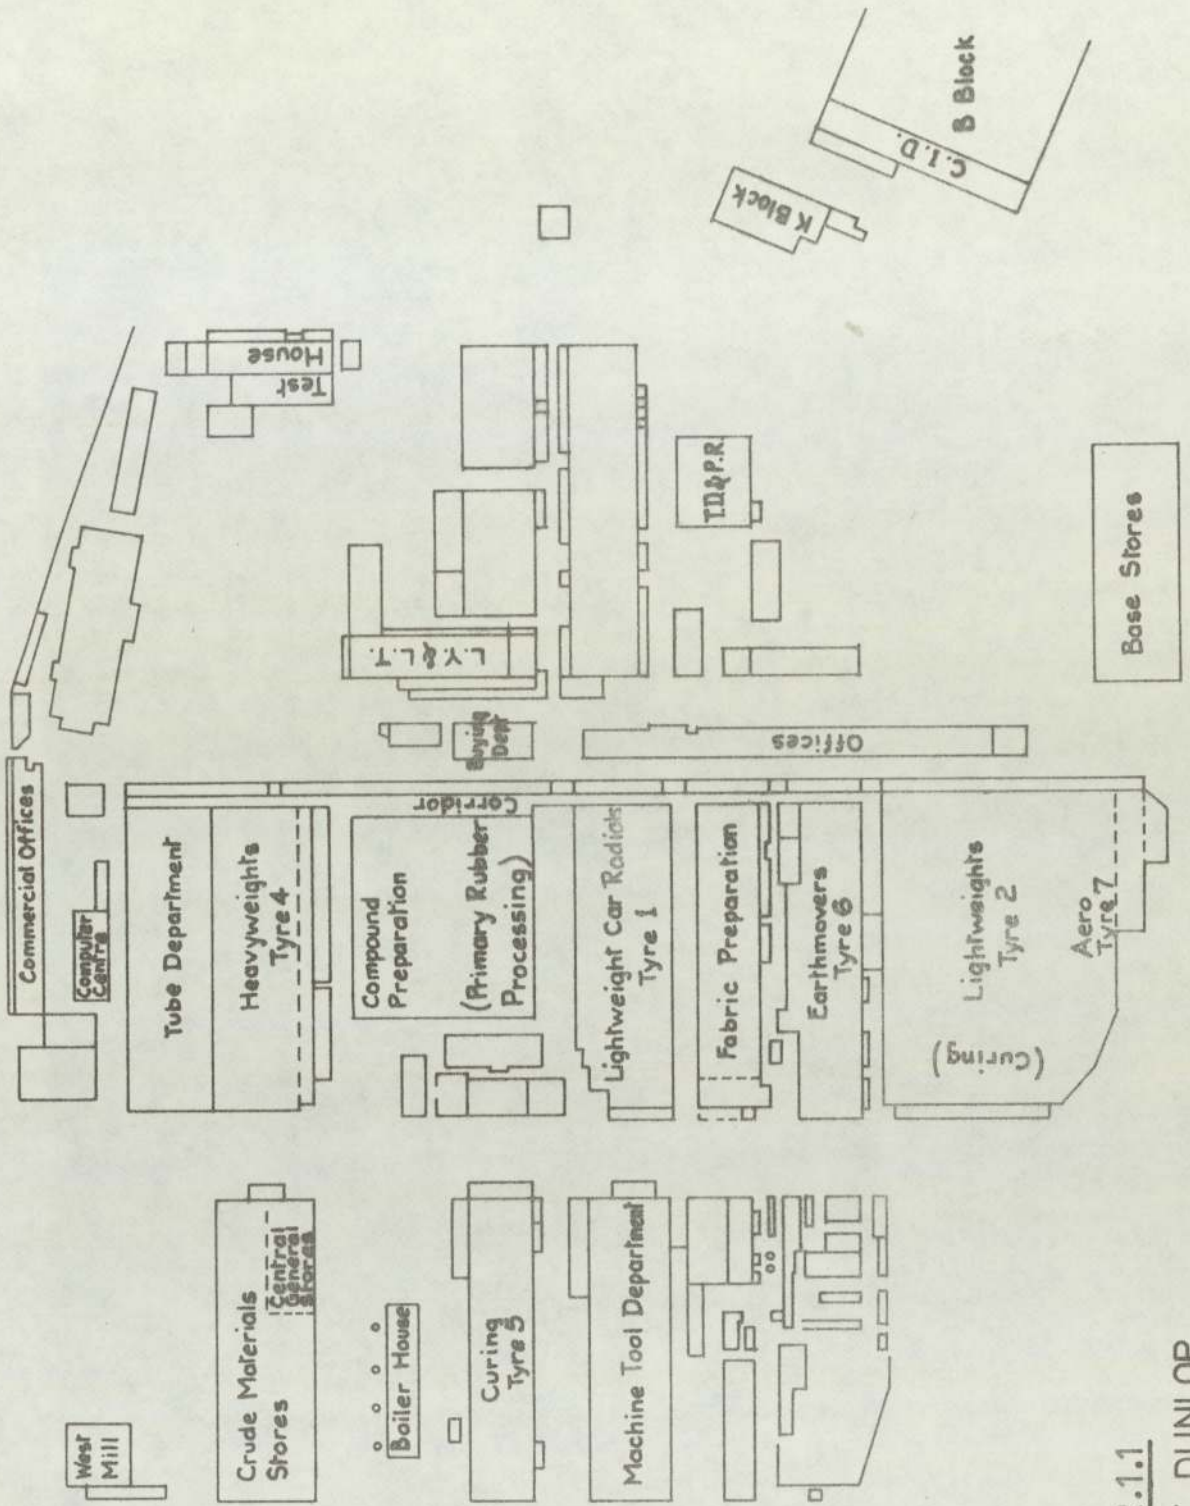 B Block
C.I.D.
K Block
Test
House
T.D.&P.R.
Base Stores
L.Y.&L.T.
Buying
Dept
Offices
Corridor
Commercial Offices
Computer
Centre
Tube Department
Heavyweights
Tyre 4
Compound
Preparation
(Primary Rubber
Processing)
Lightweight Car Radials
Tyre 1
Fabric Preparation
Earthmovers
Tyre 6
Lightweights
Tyre 2
(Curing)
Aero
Tyre 7
West
Mill
Crude Materials
Stores
Central
General
Stores
Boiler House
Curing
Tyre 5
Machine Tool Department
.1.1
DUNLOP